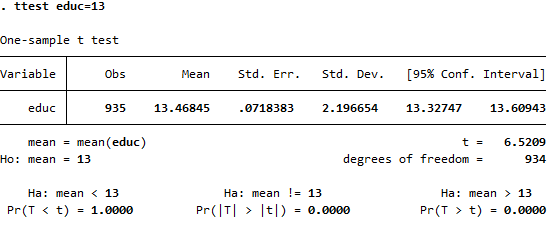 . ttest educ=13
One-sample t test
Variable Obs Mean Std. Err. Std. Dev. [95% Conf. Interval]
educ 935 13.46845 .0718383 2.196654 13.32747 13.60943
mean = mean(educ) t = 6.5209
Ho: mean = 13 degrees of freedom = 934
Ha: mean < 13 Ha: mean != 13 Ha: mean > 13
Pr(T < t) = 1.0000 Pr(|T| > |t|) = 0.0000 Pr(T > t) = 0.0000